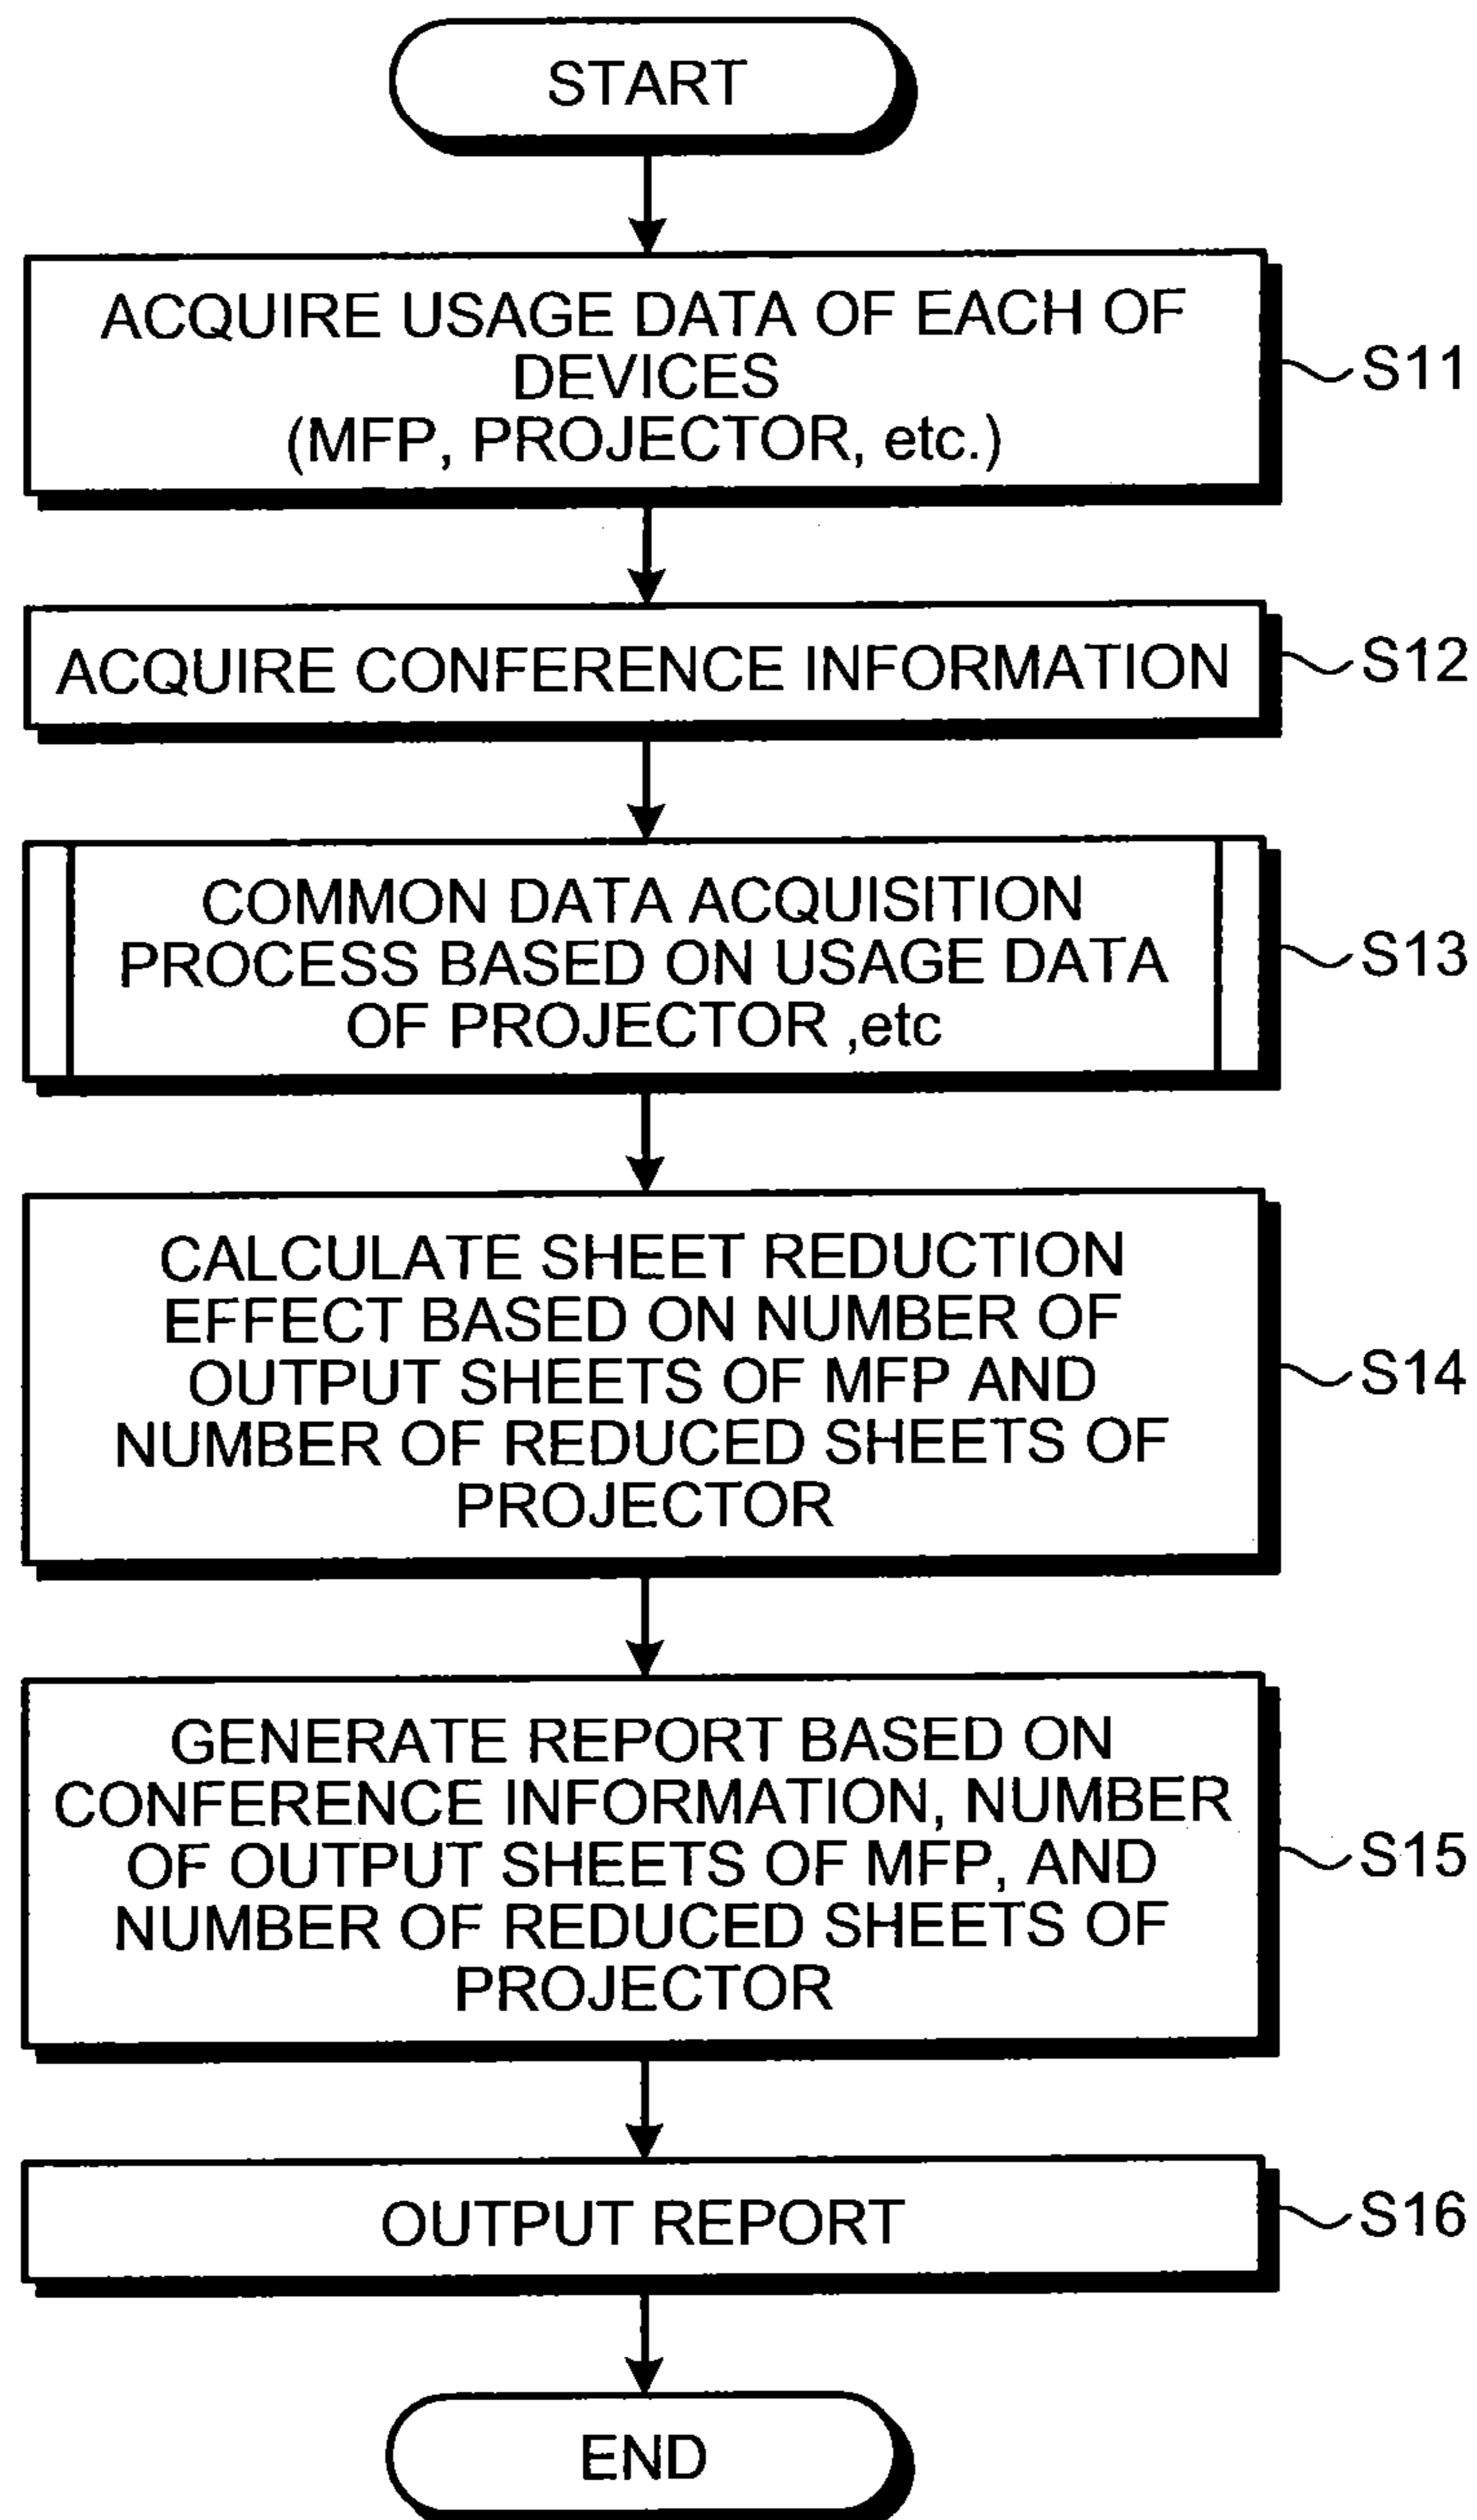 START
ACQUIRE USAGE DATA OF EACH OF
DEVICES
(MFP, PROJECTOR, etc.)
S11
ACQUIRE CONFERENCE INFORMATION
S12
COMMON DATA ACQUISITION
PROCESS BASED ON USAGE DATA
OF PROJECTOR ,etc
S13
CALCULATE SHEET REDUCTION
EFFECT BASED ON NUMBER OF
OUTPUT SHEETS OF MFP AND
NUMBER OF REDUCED SHEETS OF
PROJECTOR
S14
GENERATE REPORT BASED ON
CONFERENCE INFORMATION, NUMBER
OF OUTPUT SHEETS OF MFP, AND
NUMBER OF REDUCED SHEETS OF
PROJECTOR
S15
OUTPUT REPORT
S16
END